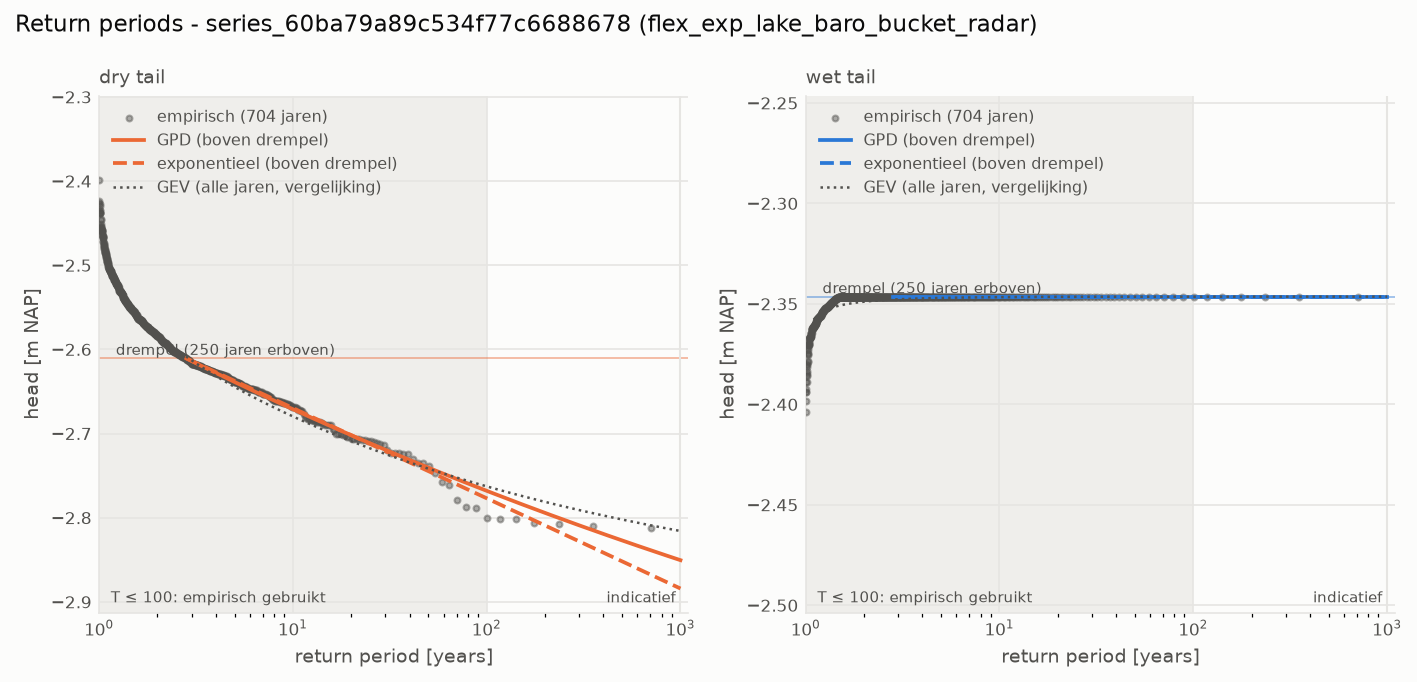 Return periods - series_60ba79a89c534f77c6688678 (flex_exp_lake_baro_bucket_radar)
dry tail
empirisch (704 jaren)
GPD (boven drempel)
exponentieel (boven drempel)
GEV (alle jaren, vergelijking)
drempel (250 jaren erboven)
T ≤ 100: empirisch gebruikt
indicatief
−2.3
−2.4
−2.5
−2.6
−2.7
−2.8
−2.9
head [m NAP]
10⁰
10¹
10²
10³
return period [years]
wet tail
empirisch (704 jaren)
GPD (boven drempel)
exponentieel (boven drempel)
GEV (alle jaren, vergelijking)
drempel (250 jaren erboven)
T ≤ 100: empirisch gebruikt
indicatief
−2.25
−2.30
−2.35
−2.40
−2.45
−2.50
head [m NAP]
10⁰
10¹
10²
10³
return period [years]